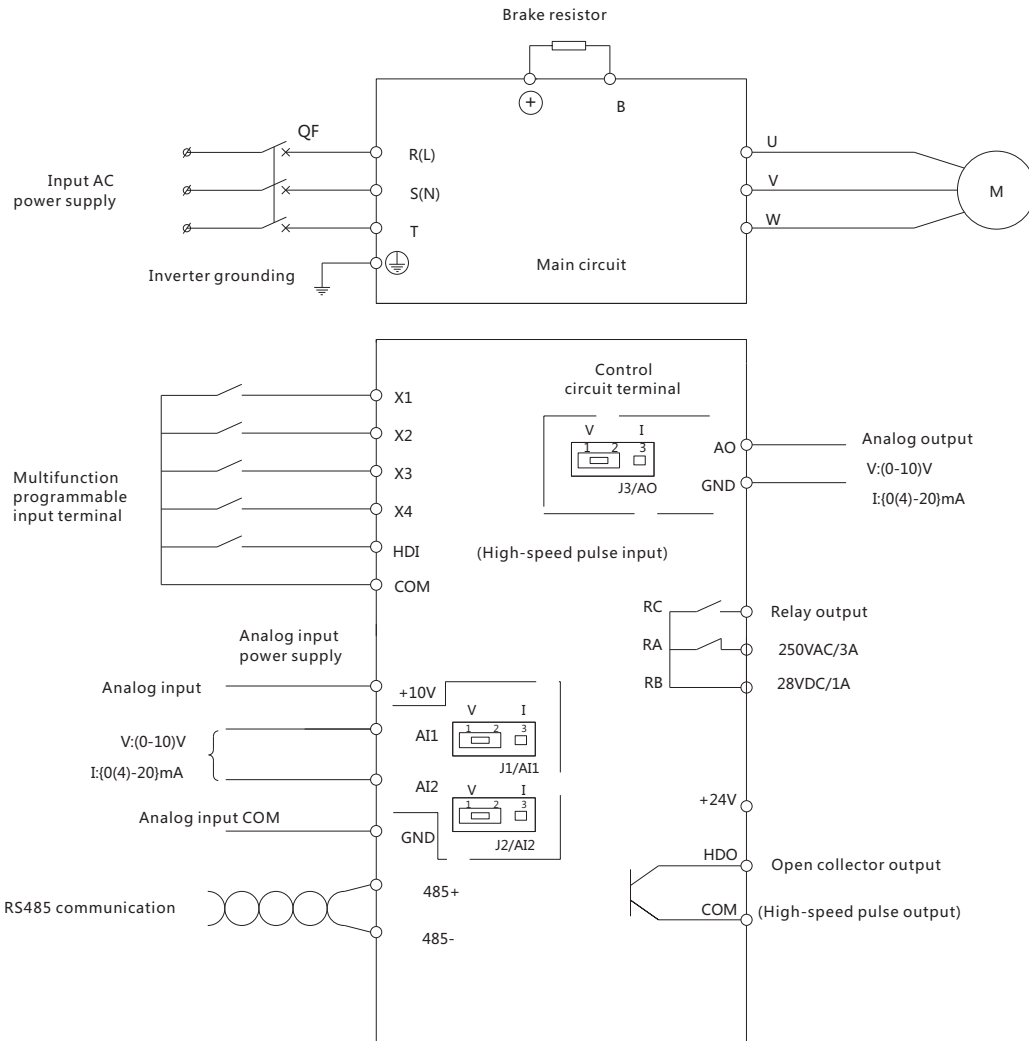 Brake resistor
+
B
QF
R(L)
S(N)
T
Input AC
power supply
Inverter grounding
Main circuit
U
V
W
M
Control
circuit terminal
V I
1 2 3
J3/AO
AO
GND
Analog output
V:(0-10)V
I:{0(4)-20}mA
X1
X2
X3
X4
HDI
COM
Multifunction
programmable
input terminal
(High-speed pulse input)
RC
RA
RB
Relay output
250VAC/3A
28VDC/1A
Analog input
power supply
Analog input
+10V
V:(0-10)V
I:{0(4)-20}mA
AI1
V I
1 2 3
J1/AI1
AI2
V I
1 2 3
J2/AI2
Analog input COM
GND
+24V
HDO
COM
Open collector output
(High-speed pulse output)
RS485 communication
485+
485-